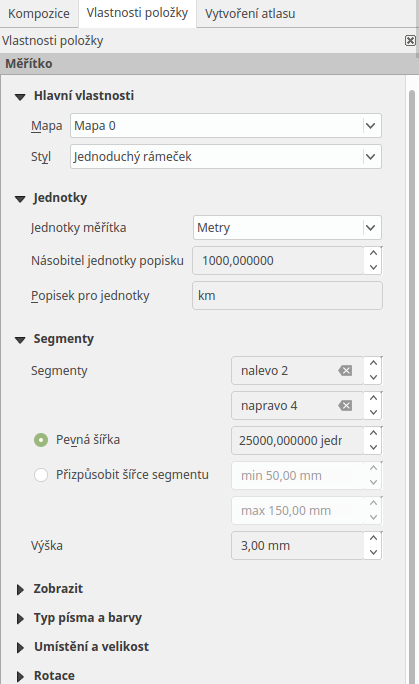 Kompozice Vlastnosti položky Vytvoření atlasu
Vlastnosti položky
Měřítko
Hlavní vlastnosti
Mapa Mapa 0
Styl Jednoduchý rámeček
Jednotky
Jednotky měřítka Metry
Násobitel jednotky popisku 1000,000000
Popisek pro jednotky km
Segmenty
Segmenty nalevo 2
napravo 4
Pevná šířka 25000,000000 jedr
Přizpůsobit šířce segmentu min 50,00 mm
max 150,00 mm
Výška 3,00 mm
Zobrazit
Typ písma a barvy
Umístění a velikost
Rotace